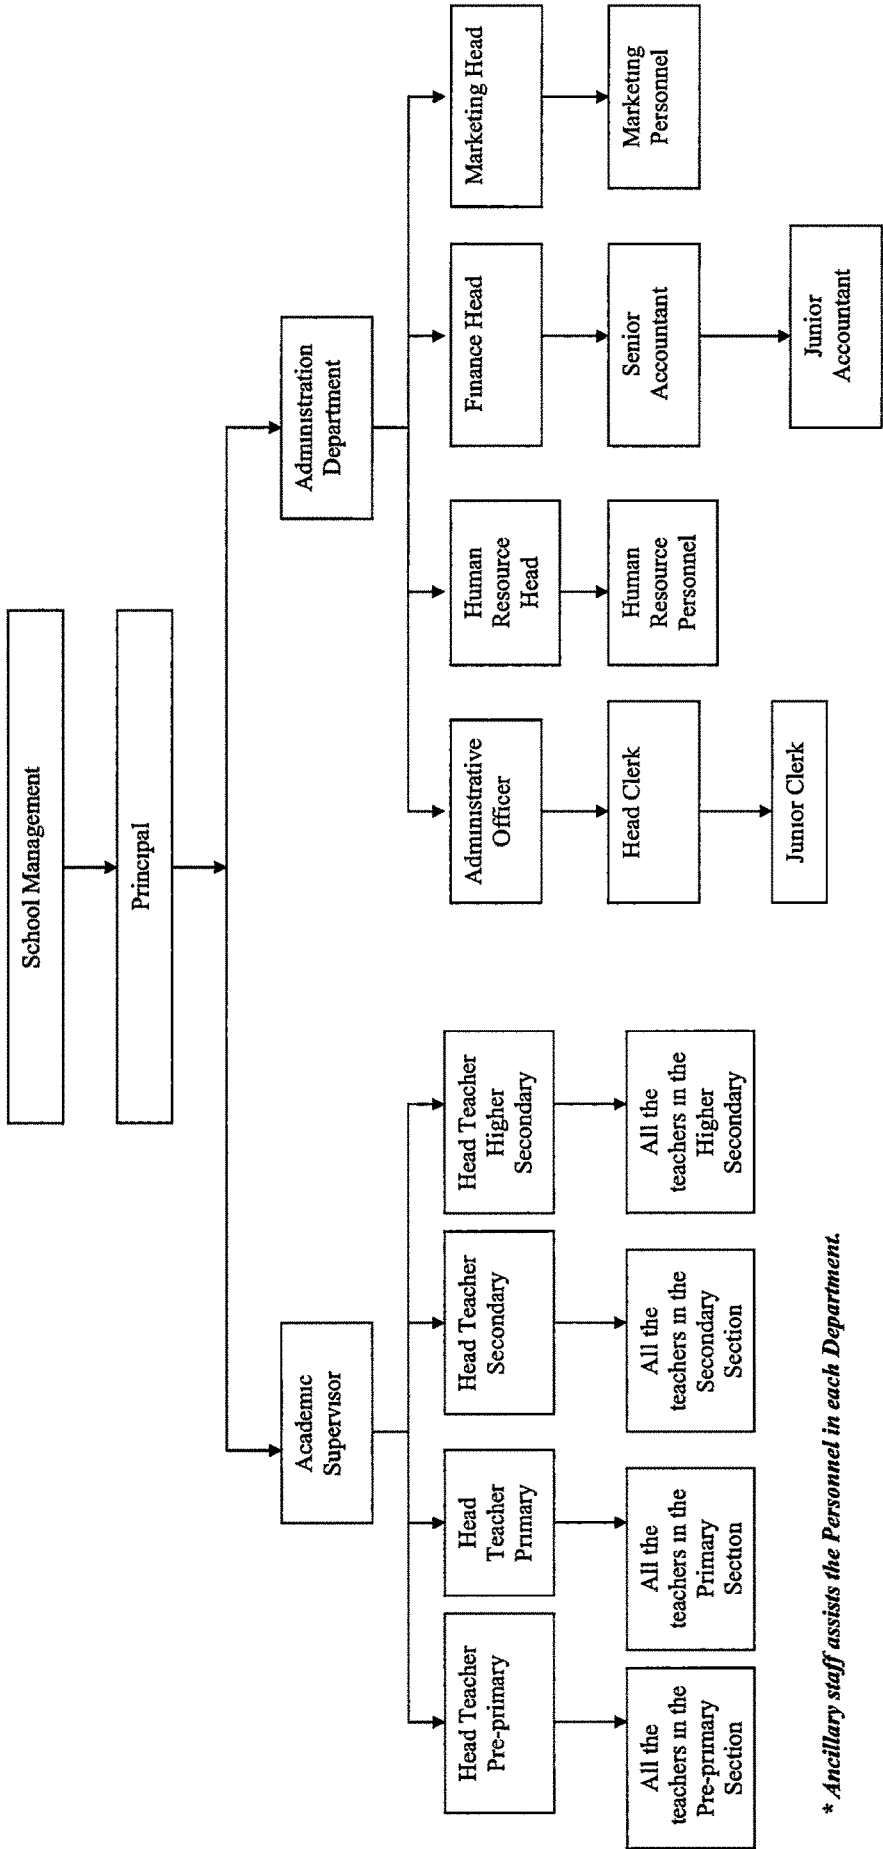 School Management
Principal
Academic
Supervisor
Administration
Department
Head Teacher
Pre-primary
Head
Teacher
Primary
Head Teacher
Secondary
Head Teacher
Higher
Secondary
Administrative
Officer
Human
Resource
Head
Finance Head
Marketing Head
All the
teachers in the
Pre-primary
Section
All the
teachers in the
Primary
Section
All the
teachers in the
Secondary
Section
All the
teachers in the
Higher
Secondary
Head Clerk
Human
Resource
Personnel
Senior
Accountant
Marketing
Personnel
Junior Clerk
Junior
Accountant
* Ancillary staff assists the Personnel in each Department.